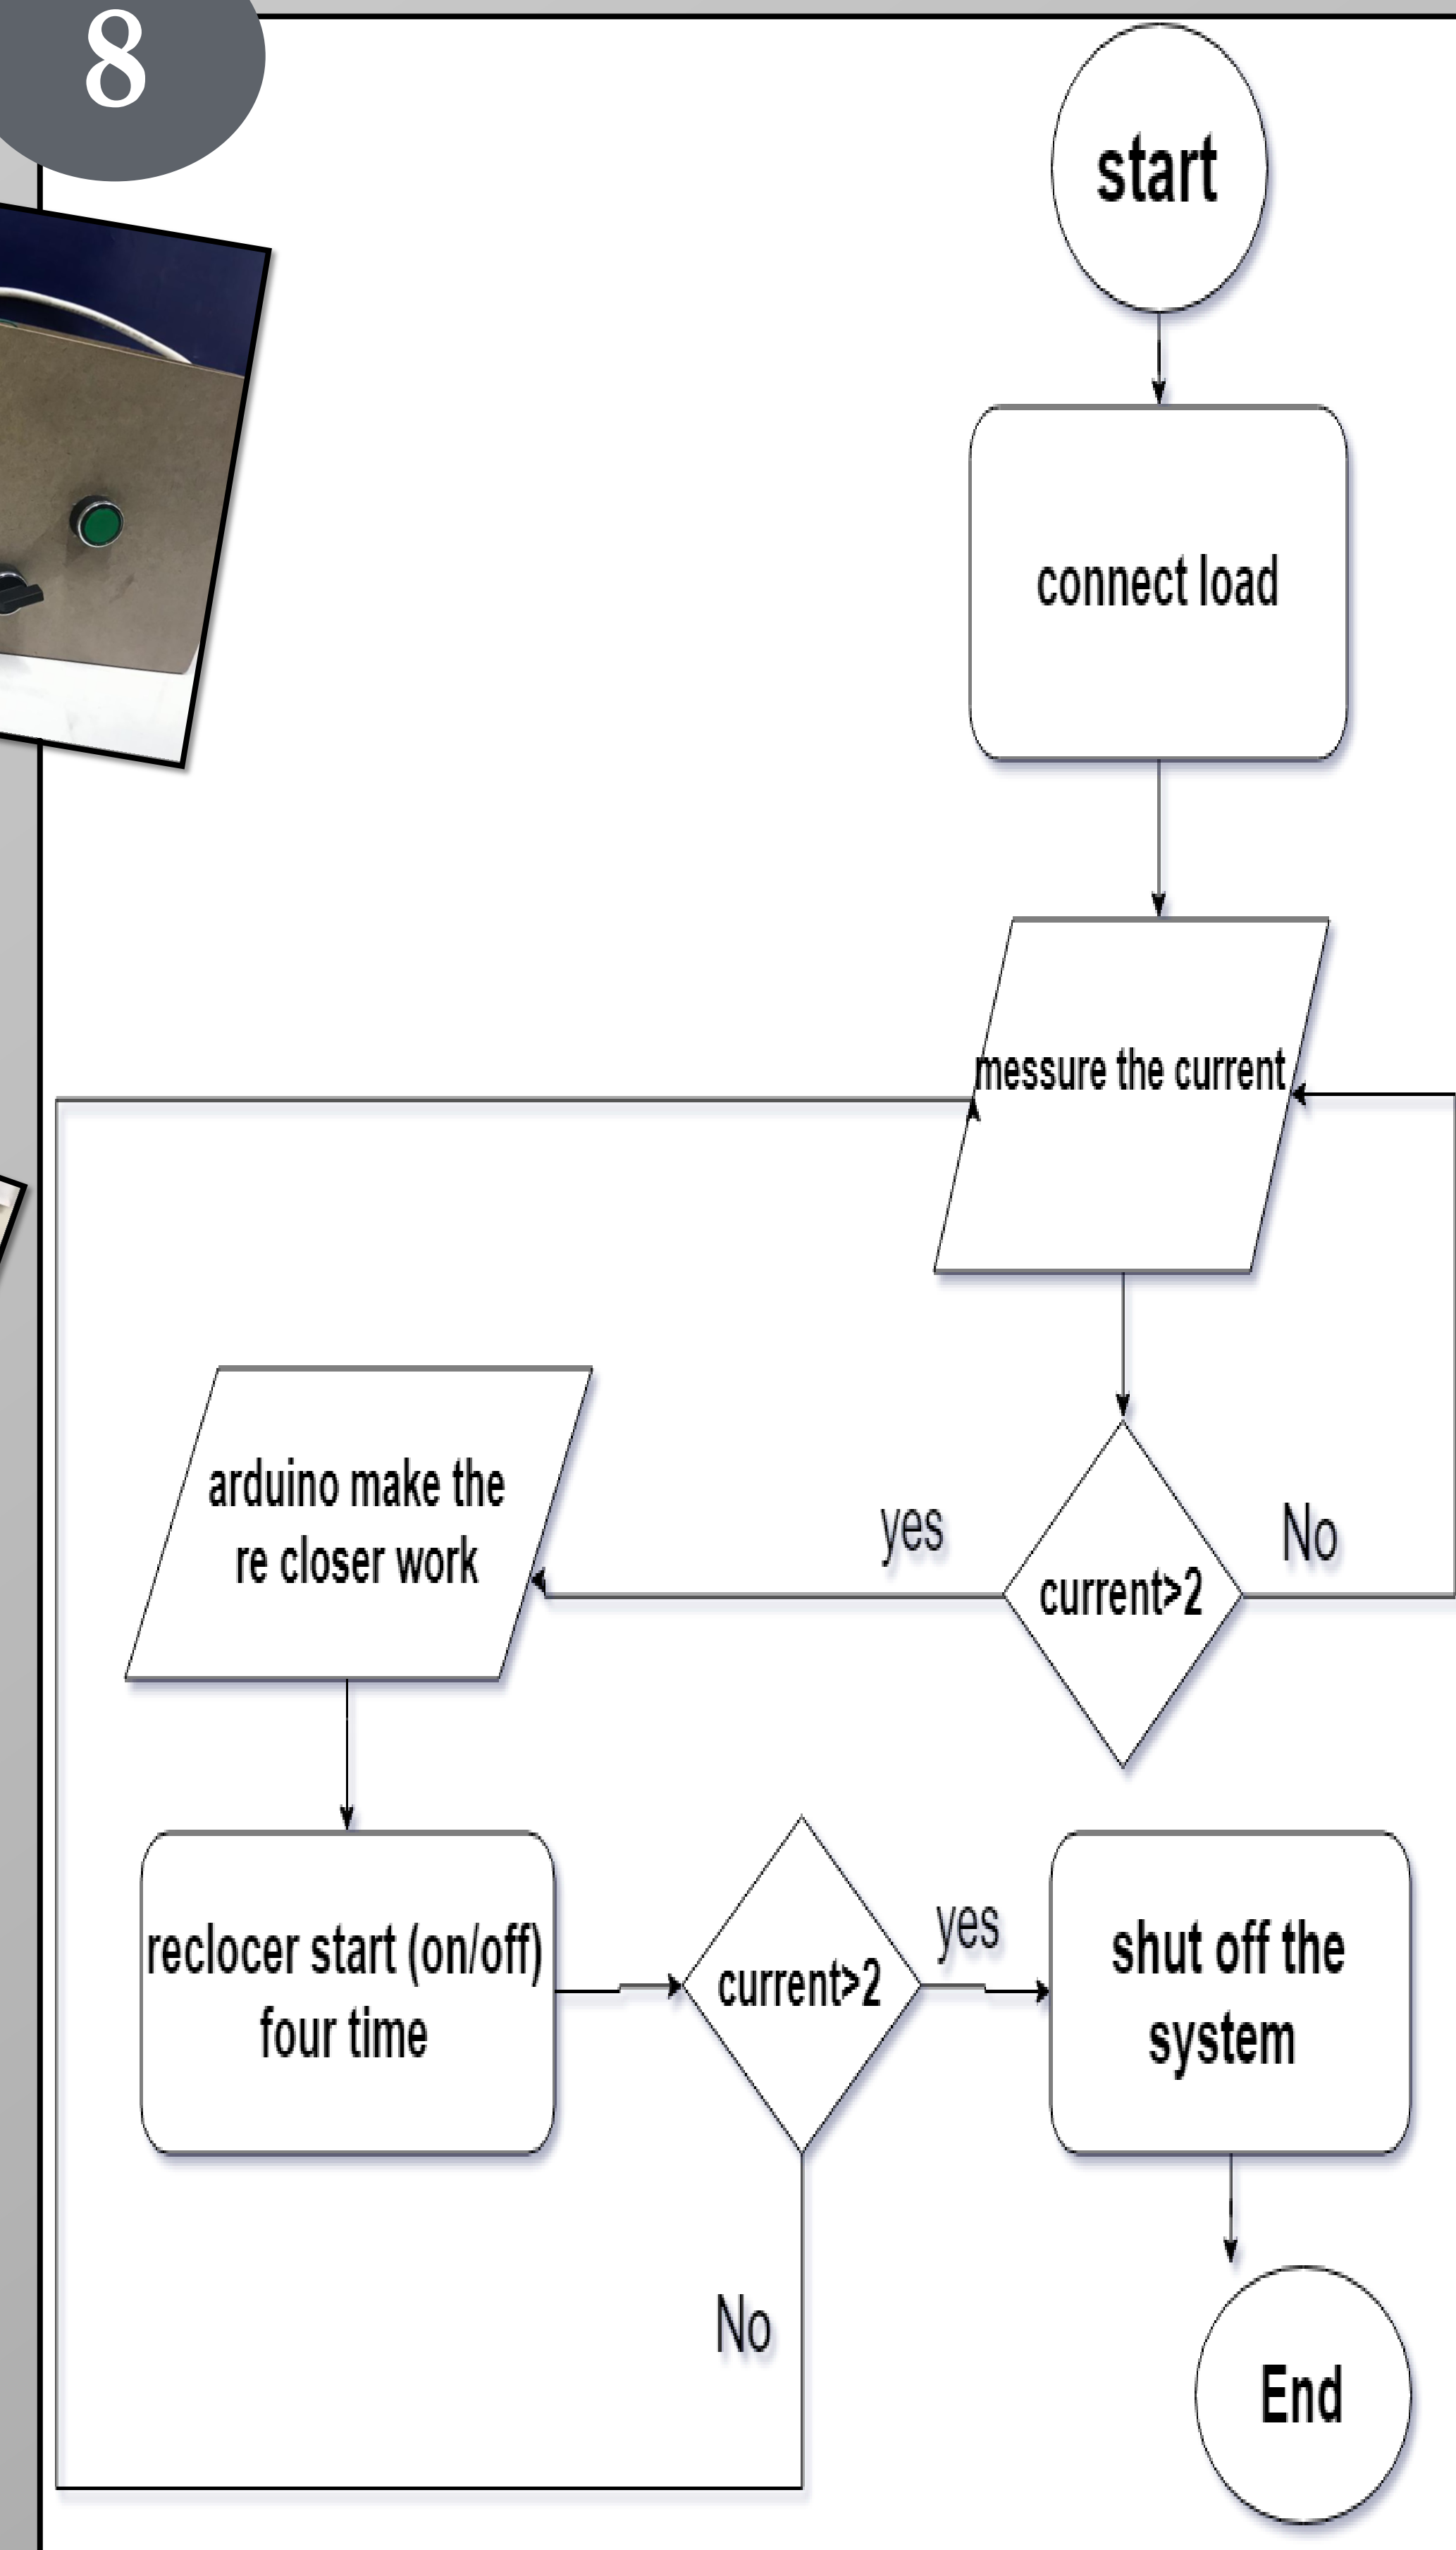 8
start
connect load
messure the current
arduino make the
re closer work
yes
current>2
No
reclocer start (on/off)
four time
current>2
yes
shut off the
system
No
End